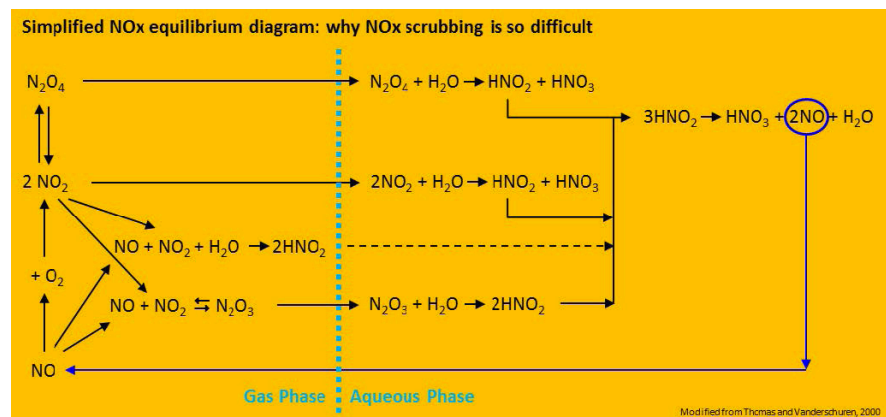 Simplified NOx equilibrium diagram: why NOx scrubbing is so difficult
N₂O₄
N₂O₄ + H₂O → HNO₂ + HNO₃
3HNO₂ → HNO₃ + 2NO + H₂O
2 NO₂
2NO₂ + H₂O → HNO₂ + HNO₃
NO + NO₂ + H₂O → 2HNO₂
+ O₂
NO + NO₂ ⇆ N₂O₃
N₂O₃ + H₂O → 2HNO₂
NO
Gas Phase
Aqueous Phase
Modified from Thomas and Vanderschuren, 2000